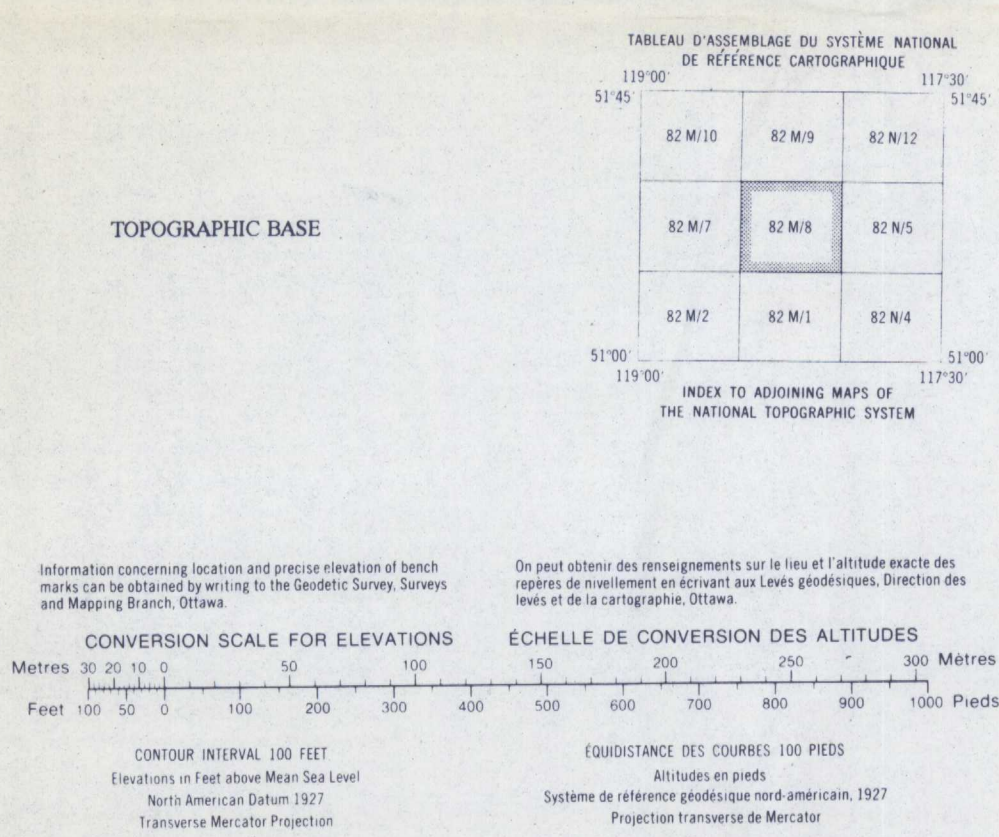 TABLEAU D'ASSEMBLAGE DU SYSTÈME NATIONAL
DE RÉFÉRENCE CARTOGRAPHIQUE
119°00' 117°30'
51°45' 51°45'
82 M/10 82 M/9 82 N/12
TOPOGRAPHIC BASE
82 M/7 82 M/8 82 N/5
82 M/2 82 M/1 82 N/4
51°00' 51°00'
119°00' 117°30'
INDEX TO ADJOINING MAPS OF
THE NATIONAL TOPOGRAPHIC SYSTEM
Information concerning location and precise elevation of bench
marks can be obtained by writing to the Geodetic Survey, Surveys
and Mapping Branch, Ottawa.
On peut obtenir des renseignements sur le lieu et l'altitude exacte des
repères de nivellement en écrivant aux Levés géodésiques, Direction des
levés et de la cartographie, Ottawa.
CONVERSION SCALE FOR ELEVATIONS ÉCHELLE DE CONVERSION DES ALTITUDES
Metres 30 20 10 0 50 100 150 200 250 300 Mètres
Feet 100 50 0 100 200 300 400 500 600 700 800 900 1000 Pieds
CONTOUR INTERVAL 100 FEET
Elevations in Feet above Mean Sea Level
North American Datum 1927
Transverse Mercator Projection
ÉQUIDISTANCE DES COURBES 100 PIEDS
Altitudes en pieds
Système de référence géodésique nord-américain, 1927
Projection transverse de Mercator